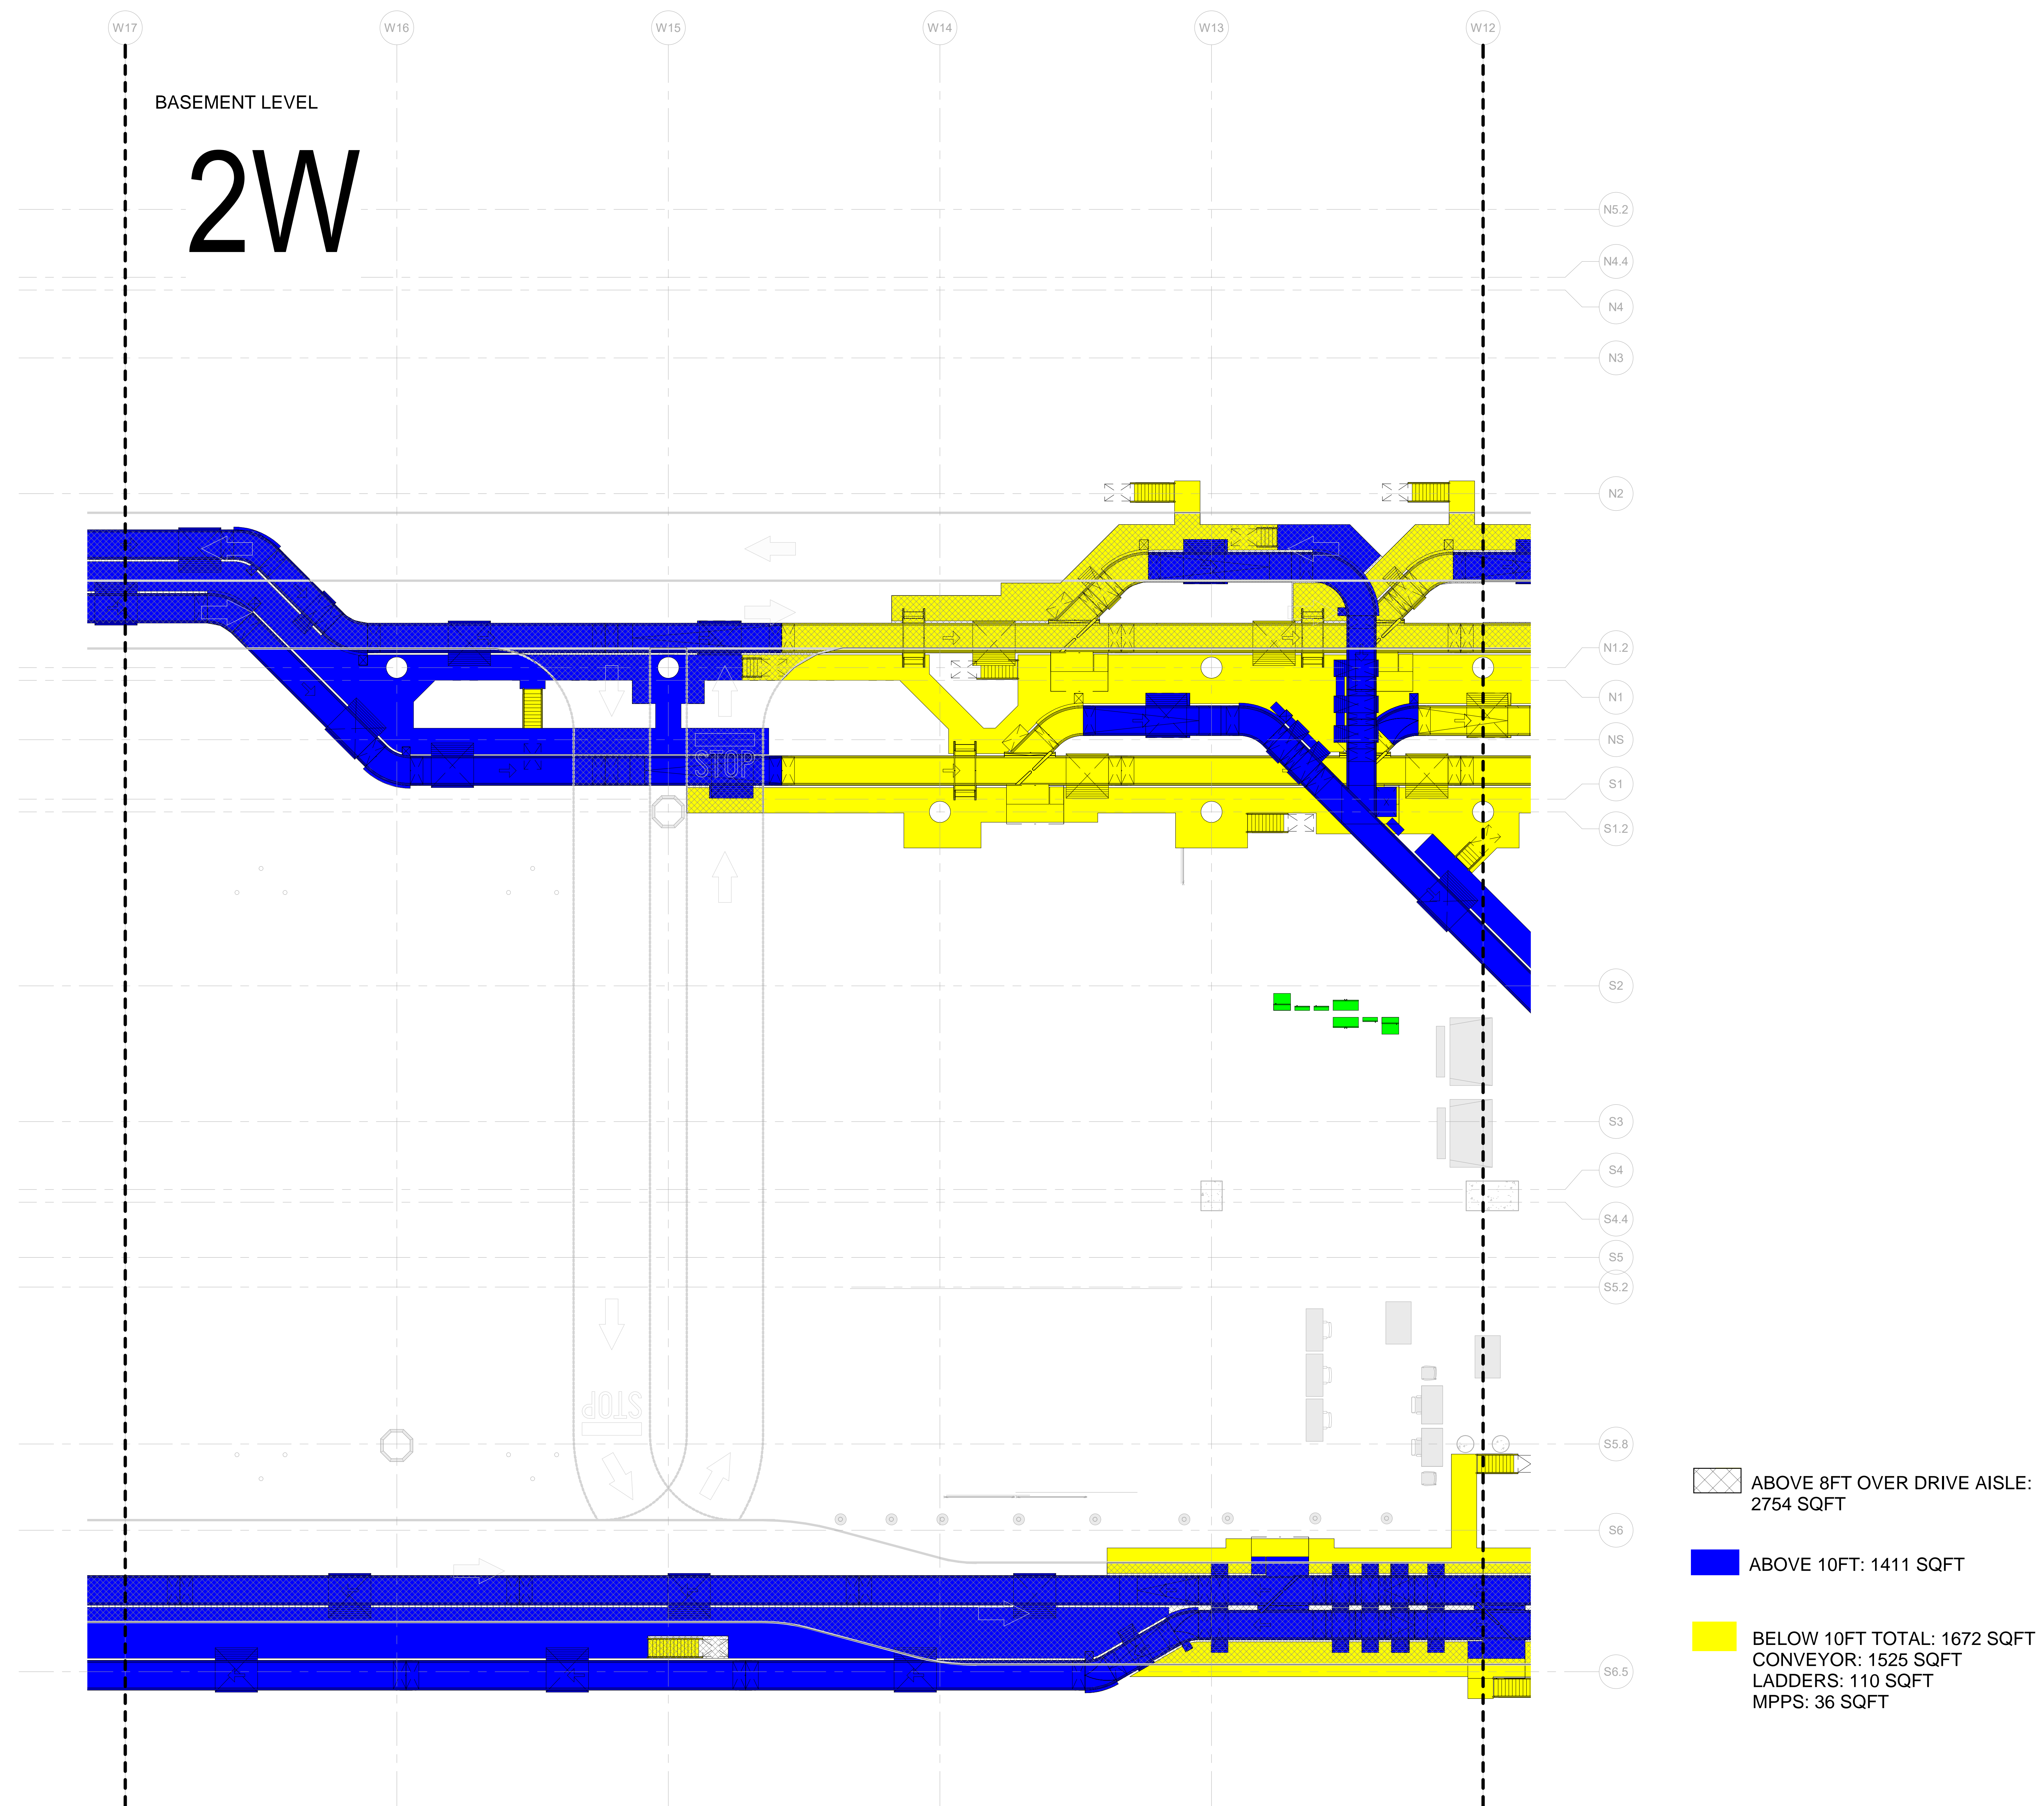 W17
W16
W15
W14
W13
W12
BASEMENT LEVEL
2W
N5.2
N4.4
N4
N3
N2
N1.2
N1
NS
STOP
S1
S1.2
S2
S3
S4
S4.4
S5
S5.2
STOP
S5.8
S6
S6.5
ABOVE 8FT OVER DRIVE AISLE:
2754 SQFT
ABOVE 10FT: 1411 SQFT
BELOW 10FT TOTAL: 1672 SQFT
CONVEYOR: 1525 SQFT
LADDERS: 110 SQFT
MPPS: 36 SQFT